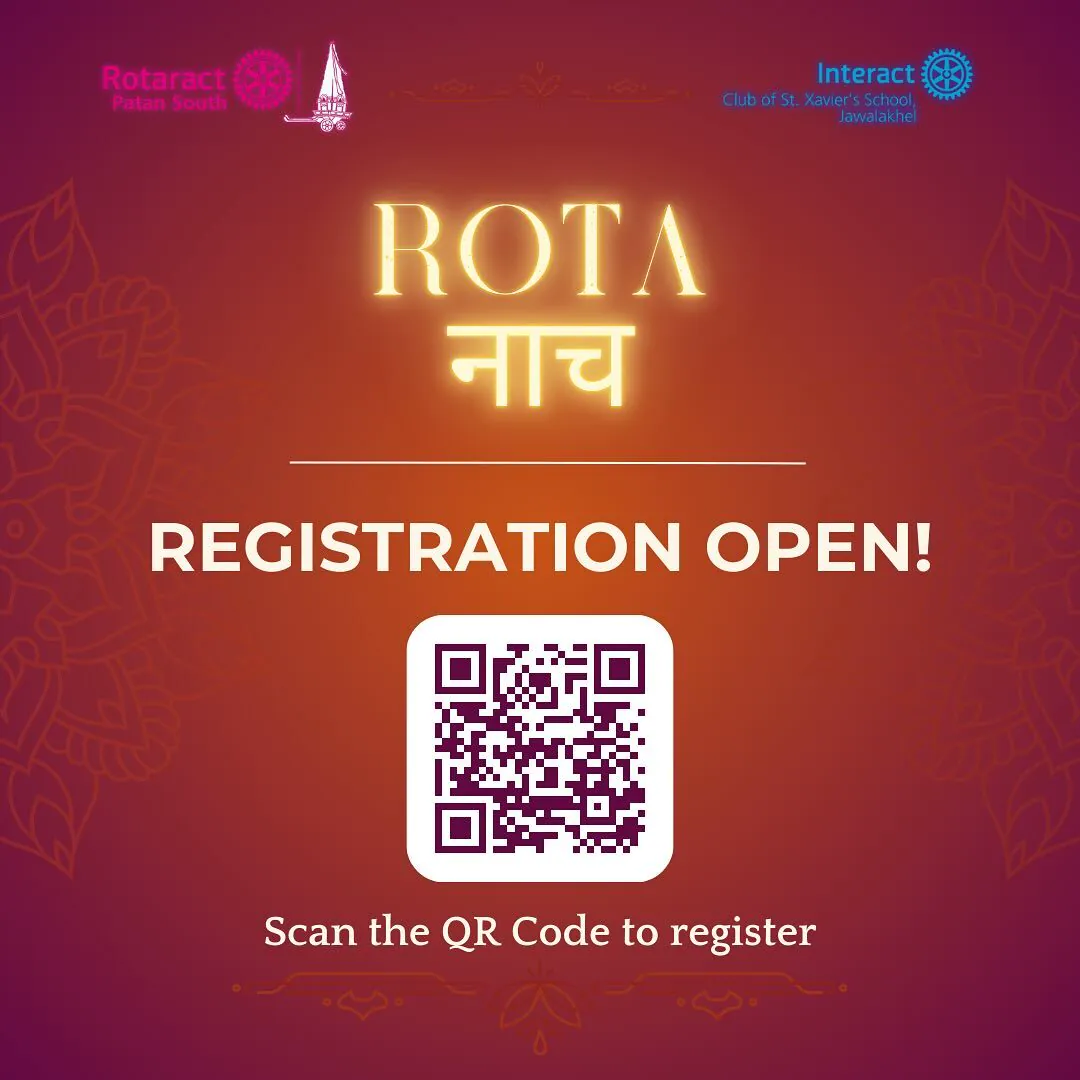 Rotaract
Patan South
Interact
Club of St. Xavier's School,
Jawalakhel
ROTA
नाच
REGISTRATION OPEN!
Scan the QR Code to register